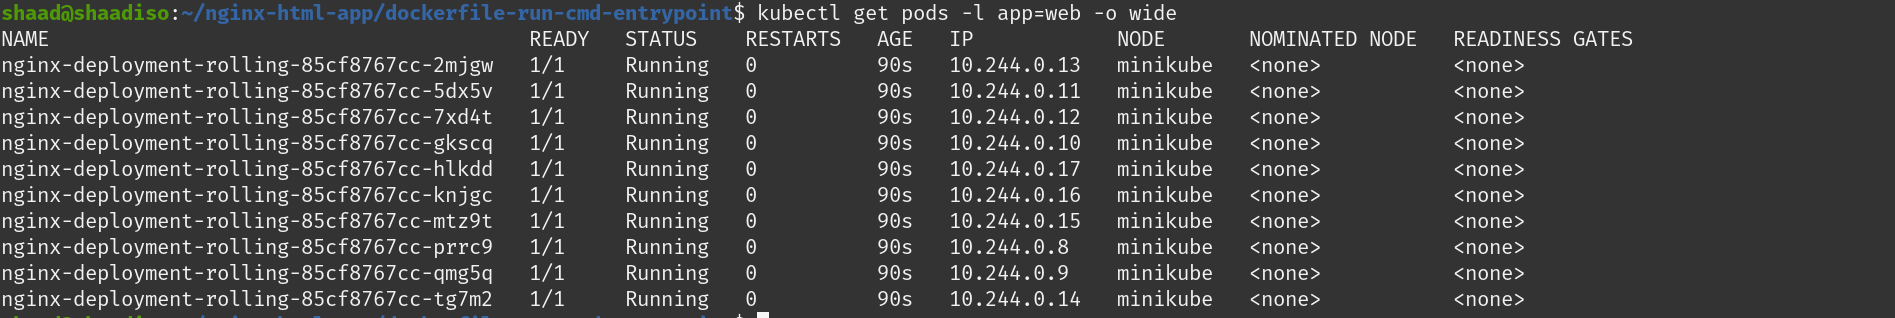 shaad@shaadiso:~/nginx-html-app/dockerfile-run-cmd-entrypoint$ kubectl get pods -l app=web -o wide
NAME READY STATUS RESTARTS AGE IP NODE NOMINATED NODE READINESS GATES
nginx-deployment-rolling-85cf8767cc-2mjgw 1/1 Running 0 90s 10.244.0.13 minikube <none> <none>
nginx-deployment-rolling-85cf8767cc-5dx5v 1/1 Running 0 90s 10.244.0.11 minikube <none> <none>
nginx-deployment-rolling-85cf8767cc-7xd4t 1/1 Running 0 90s 10.244.0.12 minikube <none> <none>
nginx-deployment-rolling-85cf8767cc-gkscq 1/1 Running 0 90s 10.244.0.10 minikube <none> <none>
nginx-deployment-rolling-85cf8767cc-hlkdd 1/1 Running 0 90s 10.244.0.17 minikube <none> <none>
nginx-deployment-rolling-85cf8767cc-knjgc 1/1 Running 0 90s 10.244.0.16 minikube <none> <none>
nginx-deployment-rolling-85cf8767cc-mtz9t 1/1 Running 0 90s 10.244.0.15 minikube <none> <none>
nginx-deployment-rolling-85cf8767cc-prrc9 1/1 Running 0 90s 10.244.0.8 minikube <none> <none>
nginx-deployment-rolling-85cf8767cc-qmg5q 1/1 Running 0 90s 10.244.0.9 minikube <none> <none>
nginx-deployment-rolling-85cf8767cc-tg7m2 1/1 Running 0 90s 10.244.0.14 minikube <none> <none>